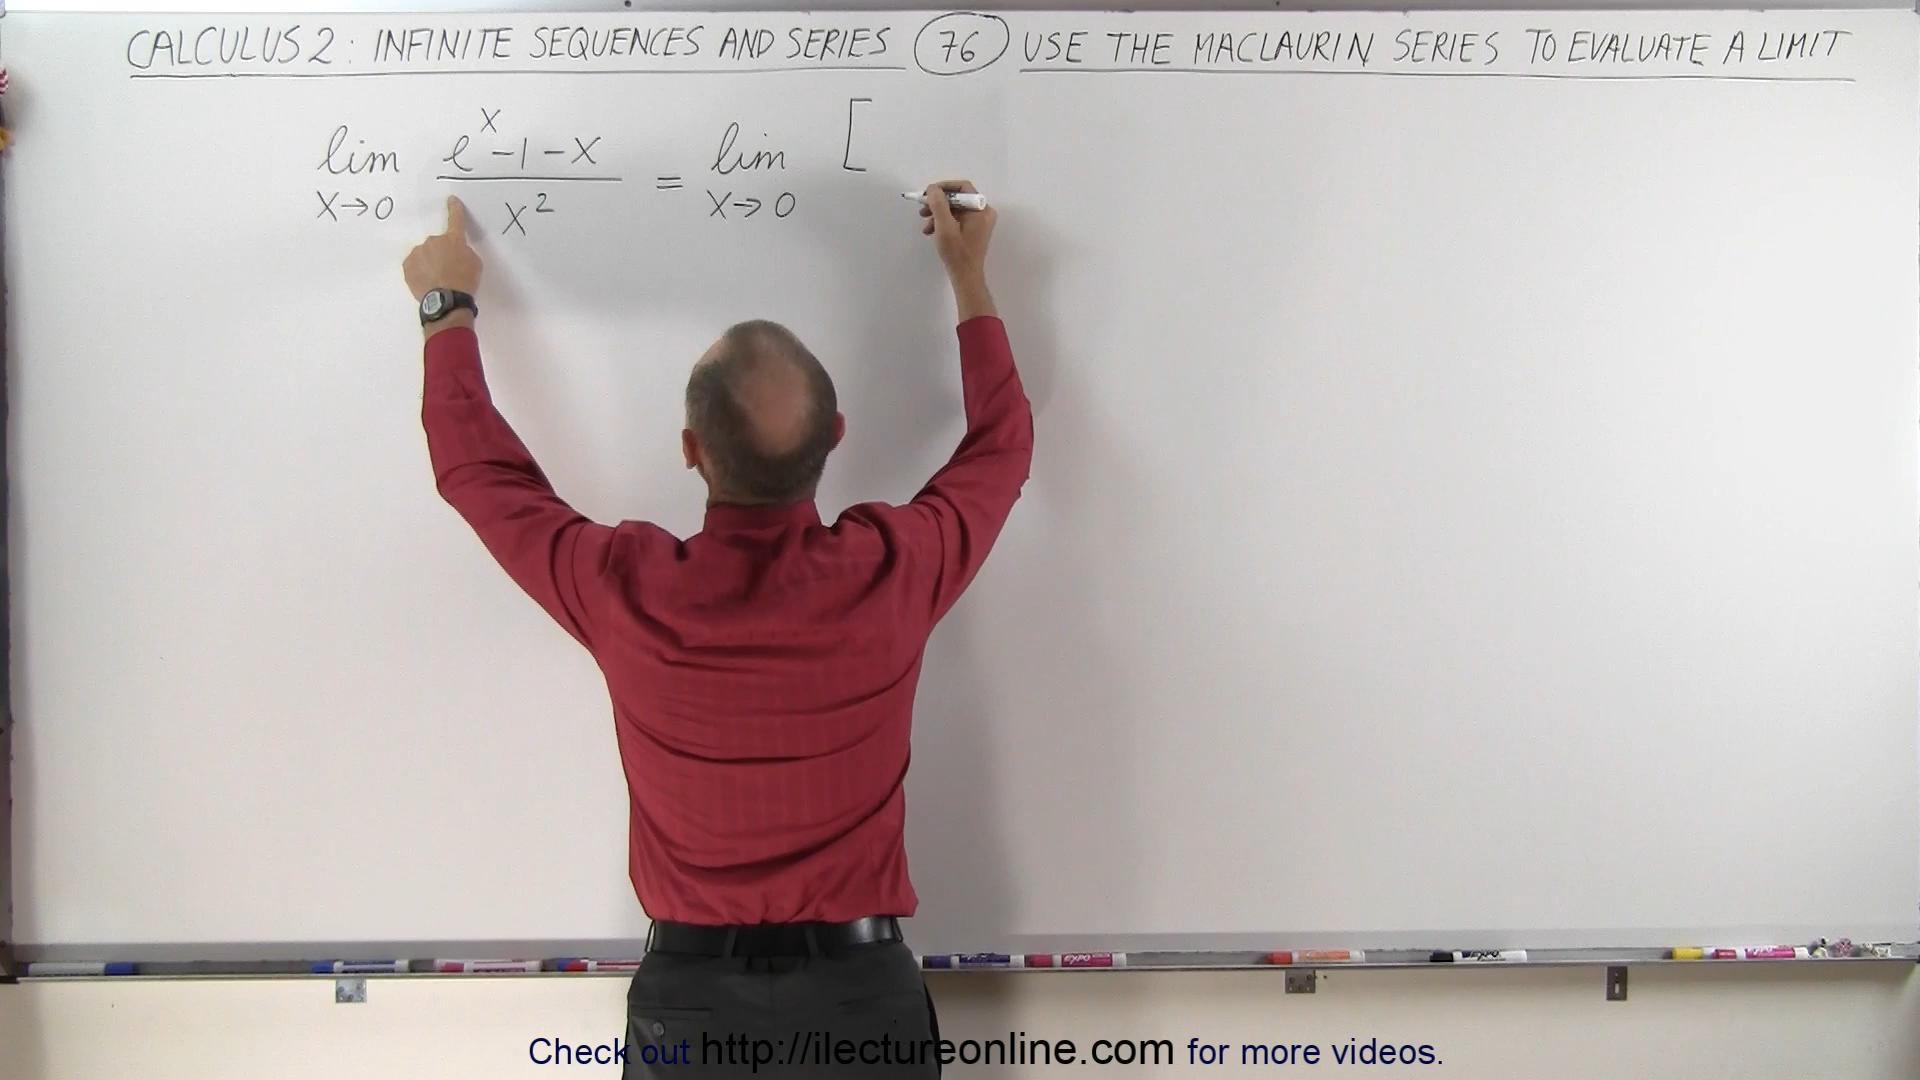 CALCULUS 2: INFINITE SEQUENCES AND SERIES 76 USE THE MACLAURIN SERIES TO EVALUATE A LIMIT
lim x→0 (e^x - 1 - x) / x^2 = lim x→0 [
Check out http://ilectureonline.com for more videos.